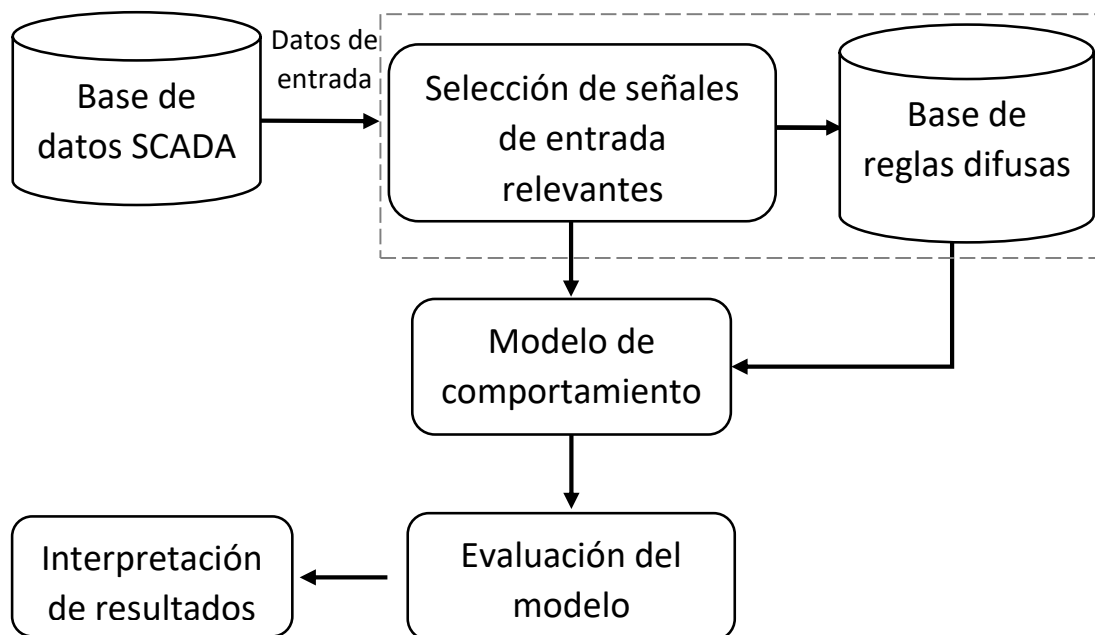 Base de
datos SCADA
Datos de
entrada
Selección de señales
de entrada
relevantes
Base de
reglas difusas
Modelo de
comportamiento
Evaluación del
modelo
Interpretación
de resultados